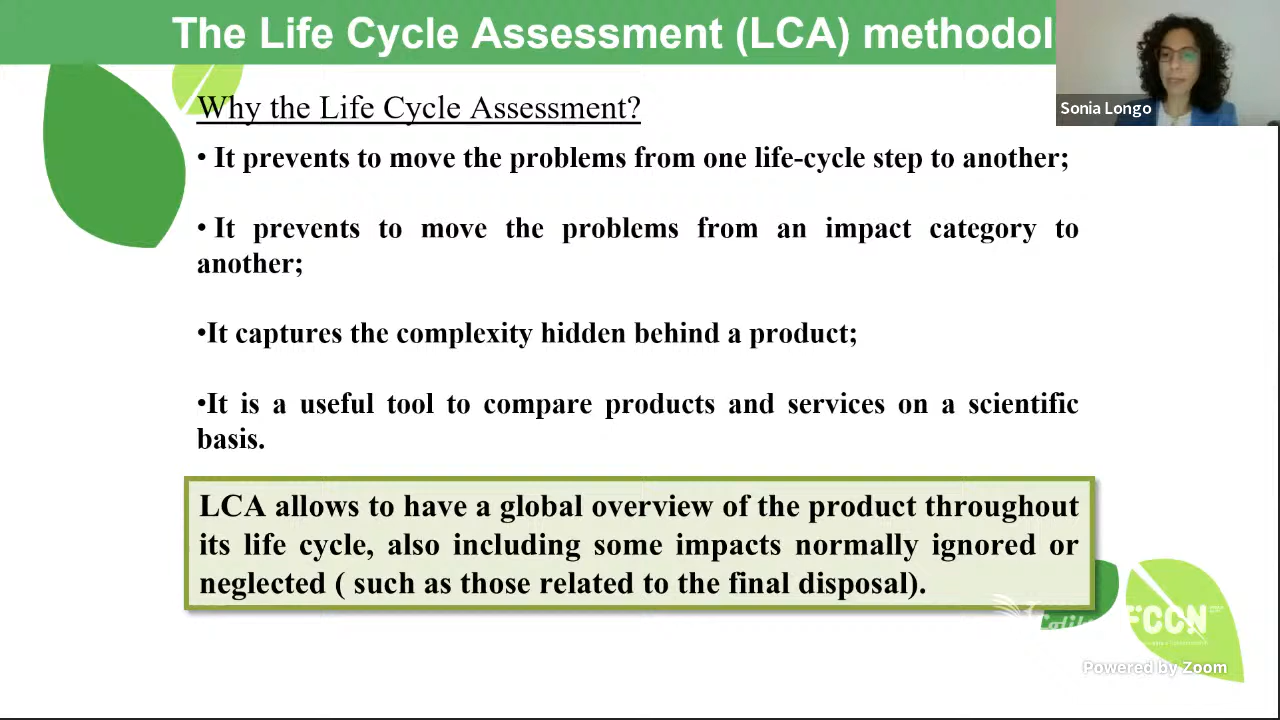 The Life Cycle Assessment (LCA) methodol
Sonia Longo
Why the Life Cycle Assessment?
• It prevents to move the problems from one life-cycle step to another;
• It prevents to move the problems from an impact category to
another;
•It captures the complexity hidden behind a product;
•It is a useful tool to compare products and services on a scientific
basis.
LCA allows to have a global overview of the product throughout
its life cycle, also including some impacts normally ignored or
neglected ( such as those related to the final disposal).
FCCN
Powered by Zoom